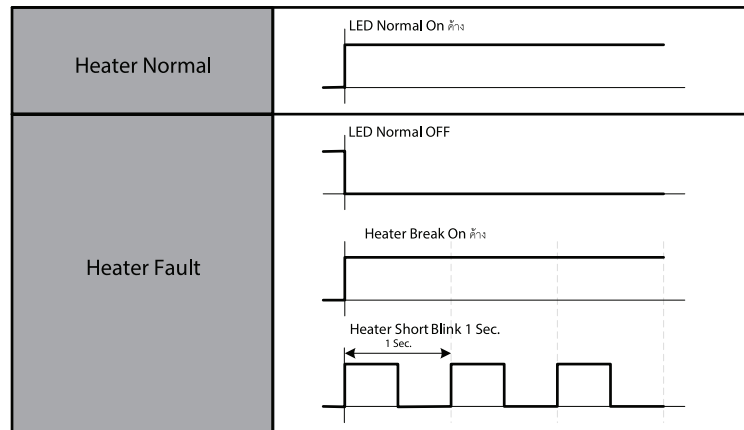 Heater Normal
LED Normal On ค้าง
Heater Fault
LED Normal OFF
Heater Break On ค้าง
Heater Short Blink 1 Sec.
1 Sec.